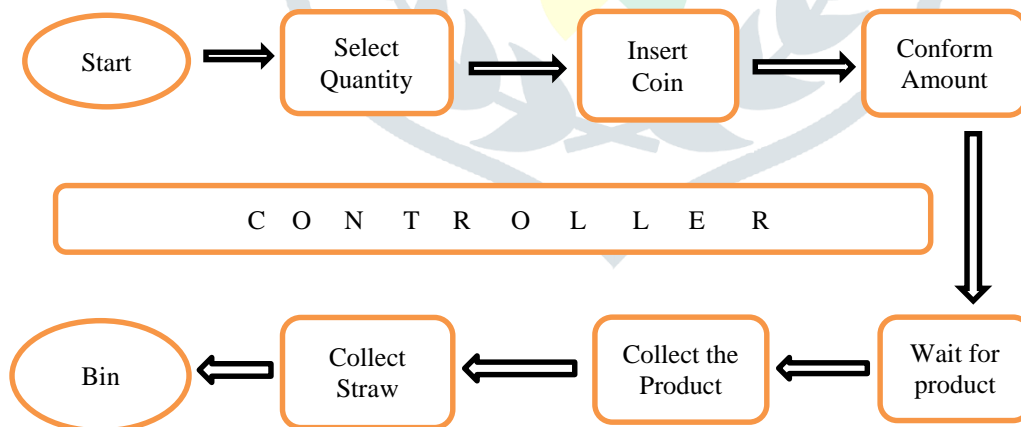 Start
Select
Quantity
Insert
Coin
Conform
Amount
C O N T R O L L E R
Bin
Collect
Straw
Collect the
Product
Wait for
product